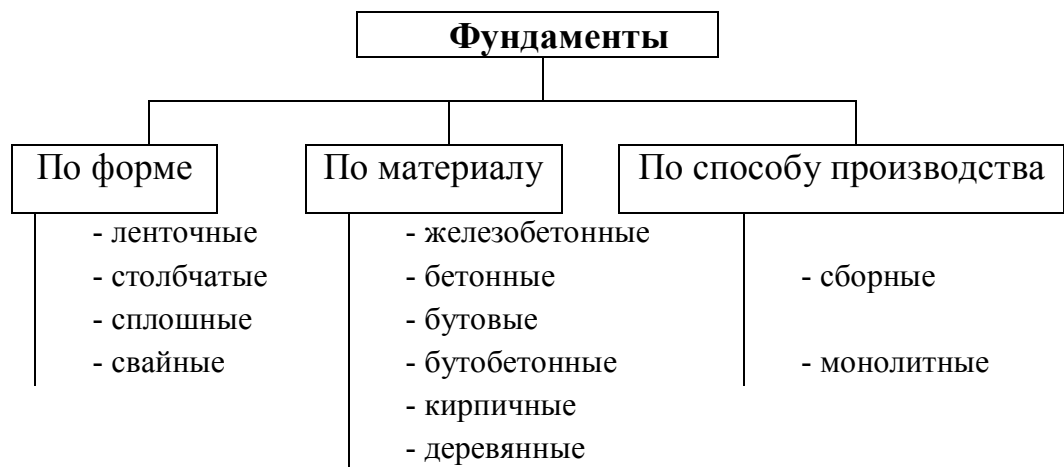 Фундаменты
По форме
- ленточные
- столбчатые
- сплошные
- свайные
По материалу
- железобетонные
- бетонные
- бутовые
- бутобетонные
- кирпичные
- деревянные
По способу производства
- сборные
- монолитные